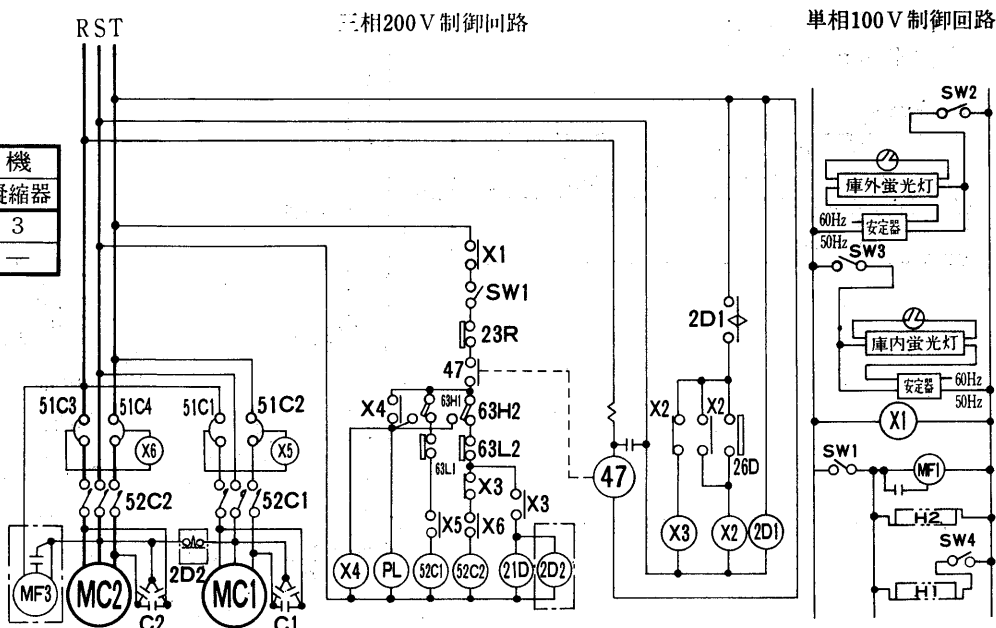 三相200V制御回路
単相100V制御回路
R S T
SW2
機
凝縮器
3
—
庫外蛍光灯
60Hz
安定器
50Hz
SW3
X1
SW1
23R
2D1
47
庫内蛍光灯
安定器
60Hz
50Hz
51C3
51C4
51C1
51C2
X4
63H1
63H2
X2
X2
X1
X6
X5
63L1
63L2
26D
SW1
MF1
47
52C2
52C1
X3
X3
X5
X6
H2
X3
X2
2D1
SW4
MF3
MC2
2D2
MC1
X4
PL
52C1
52C2
21D
2D2
H1
C2
C1